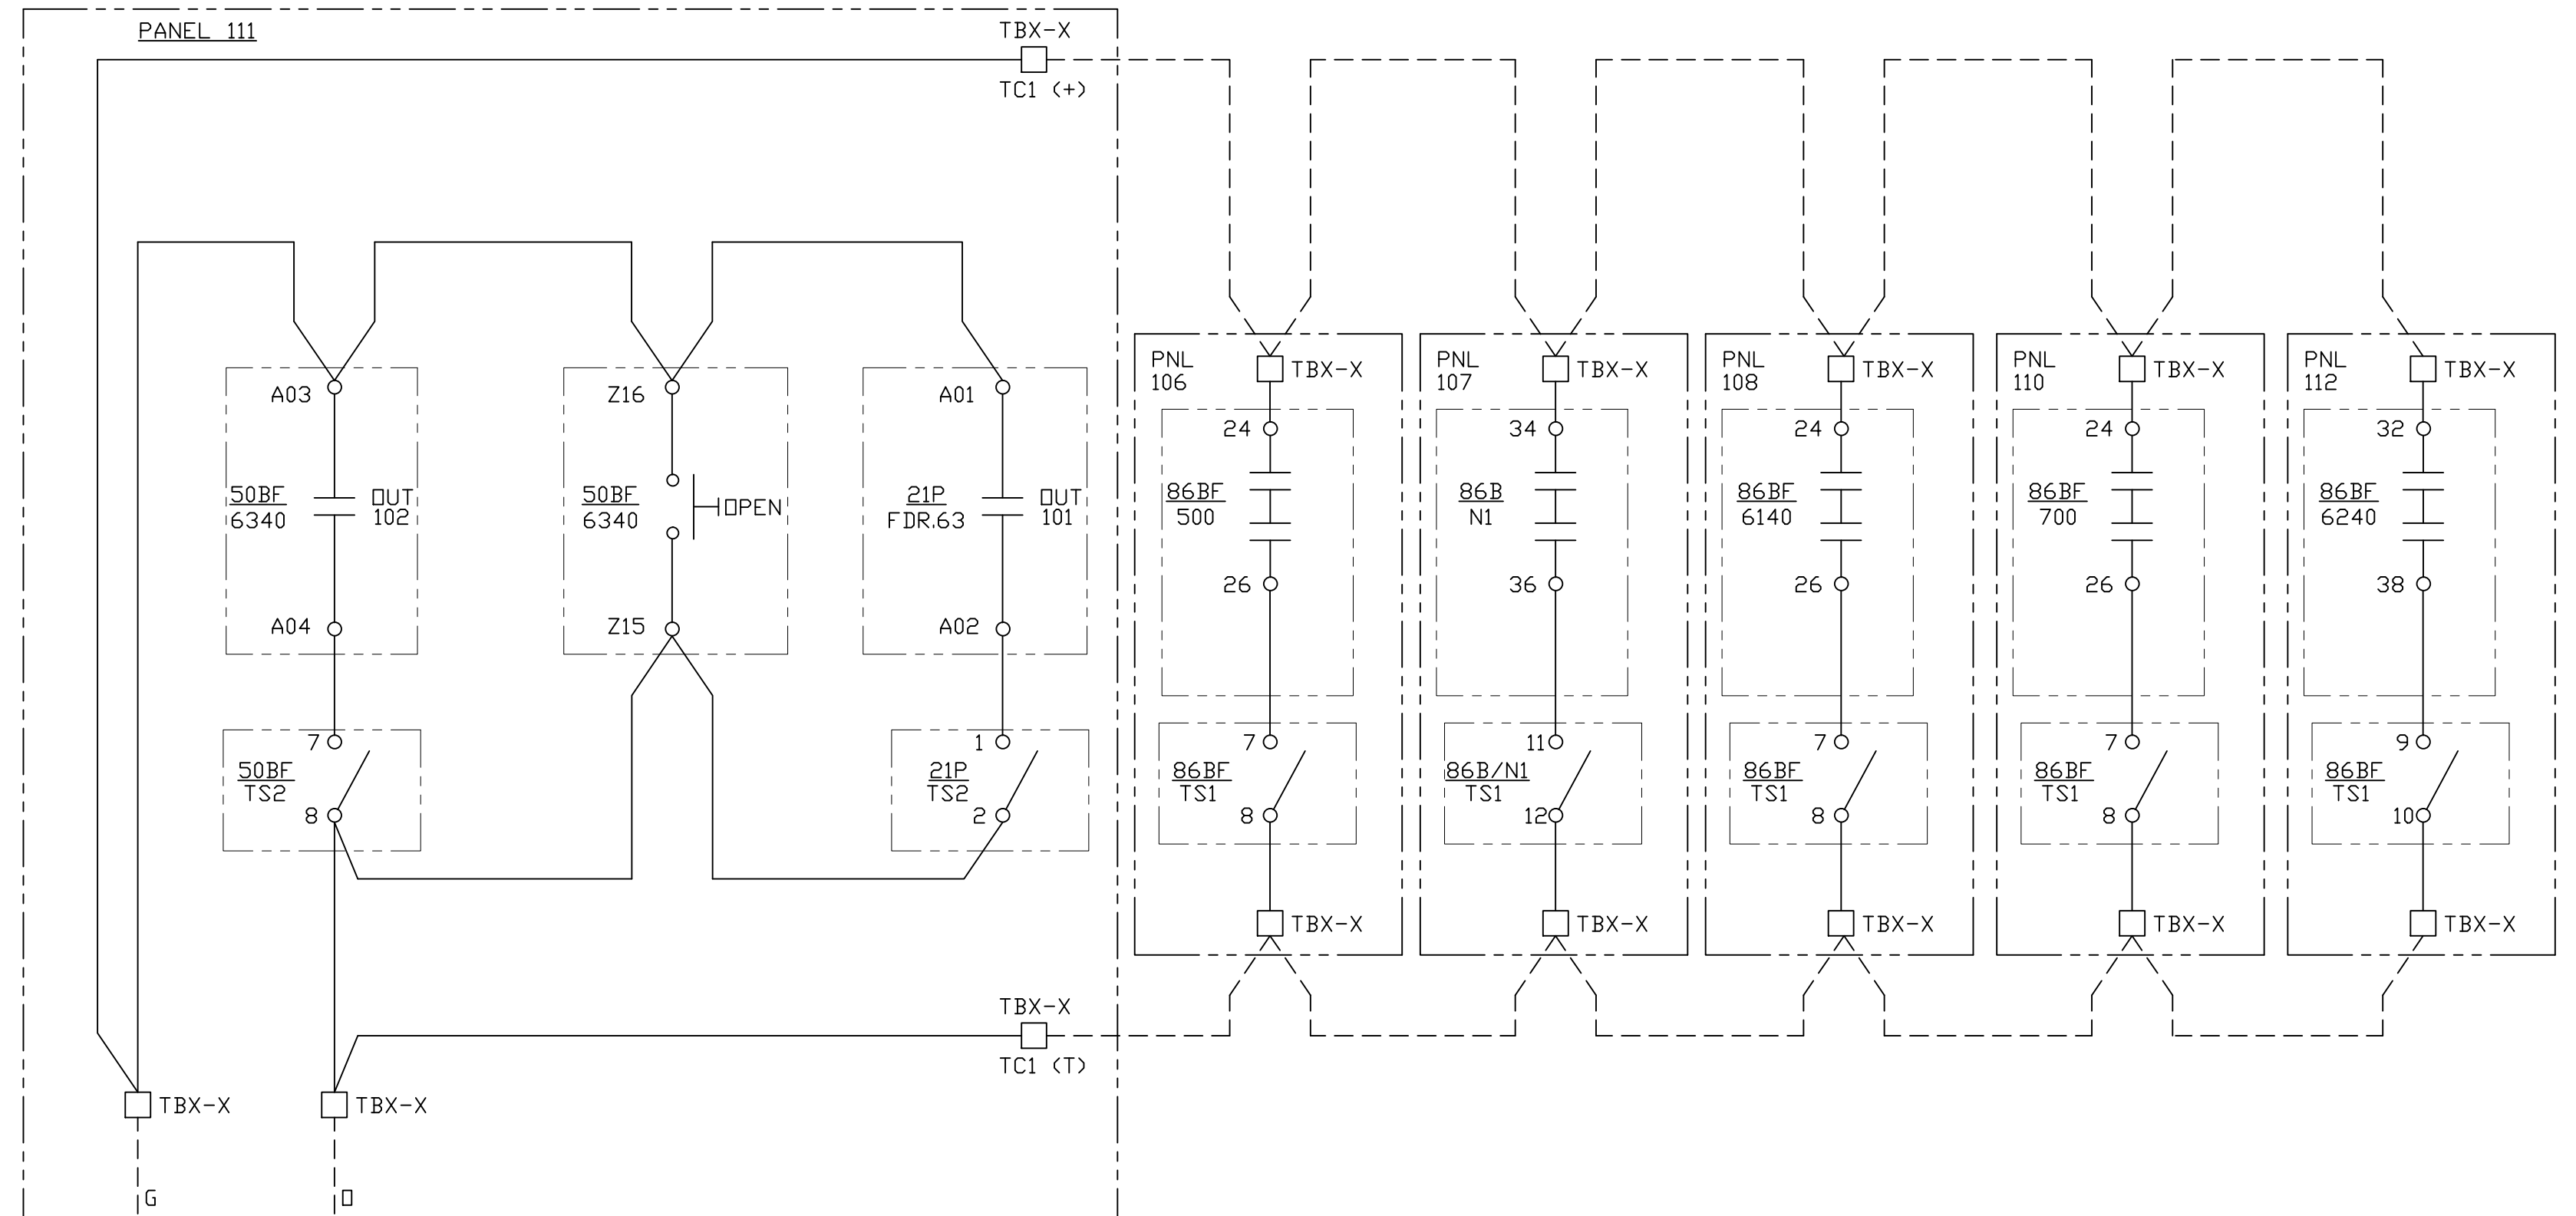 PANEL 111
TBX-X
TC1 (+)
A03
50BF
6340
OUT
102
A04
7
50BF
TS2
8
Z16
50BF
6340
OPEN
Z15
A01
21P
FDR.63
OUT
101
A02
1
21P
TS2
2
TBX-X
TC1 (T)
TBX-X
TBX-X
G
O
PNL
106
TBX-X
24
86BF
500
26
7
86BF
TS1
8
TBX-X
PNL
107
TBX-X
34
86B
N1
36
11
86B/N1
TS1
12
TBX-X
PNL
108
TBX-X
24
86BF
6140
26
7
86BF
TS1
8
TBX-X
PNL
110
TBX-X
24
86BF
700
26
7
86BF
TS1
8
TBX-X
PNL
112
TBX-X
32
86BF
6240
38
9
86BF
TS1
10
TBX-X